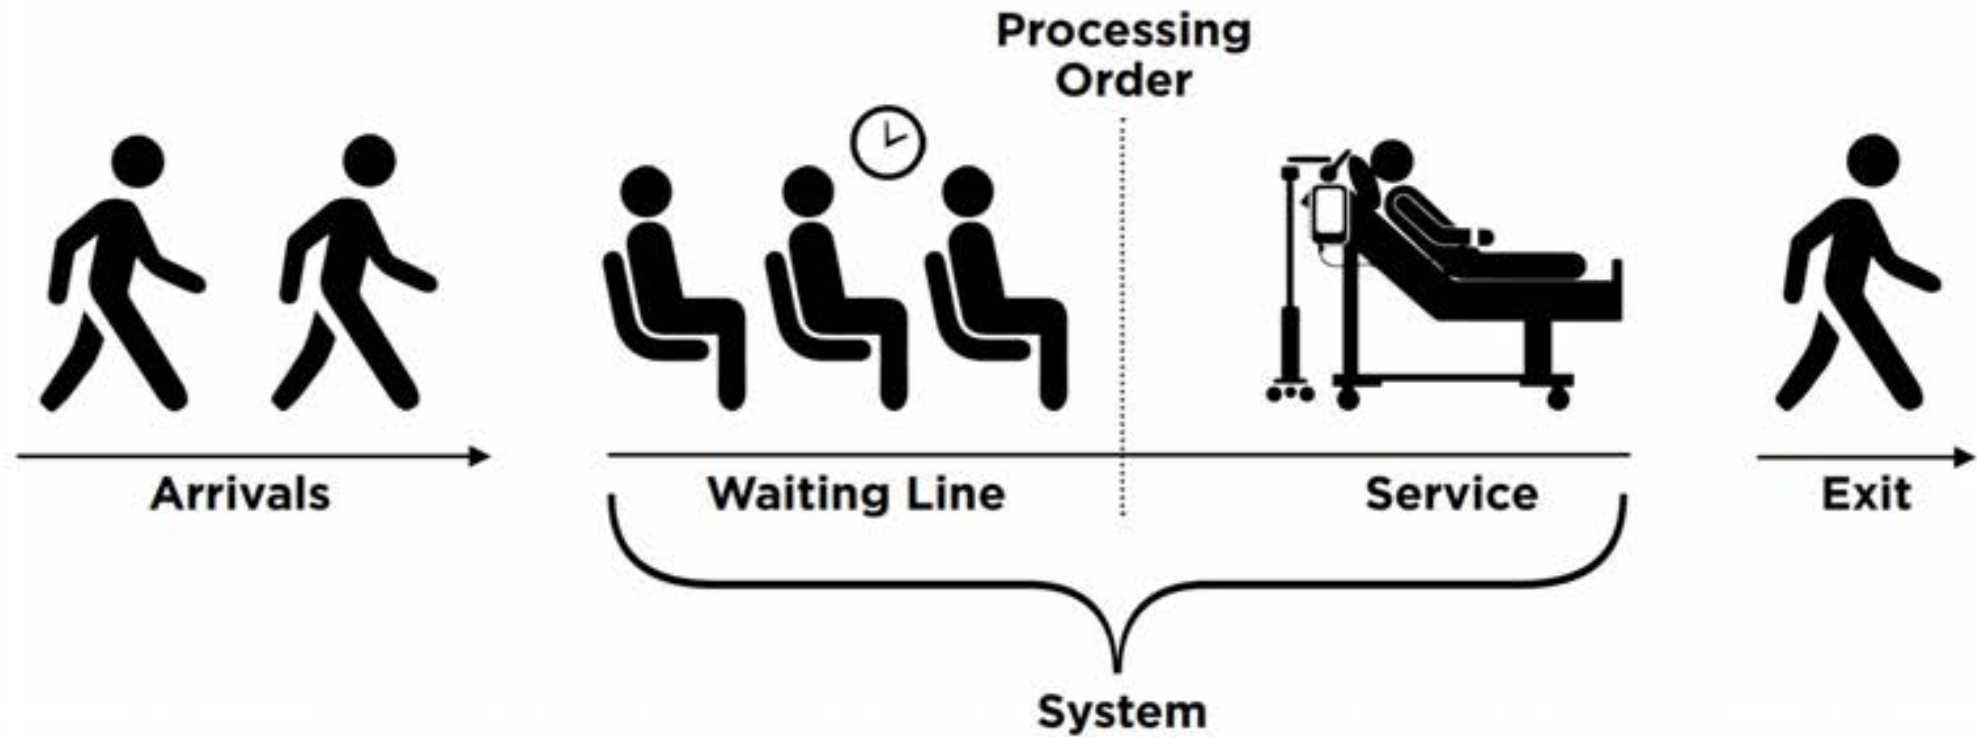 Processing
Order
Arrivals
Waiting Line
Service
Exit
System